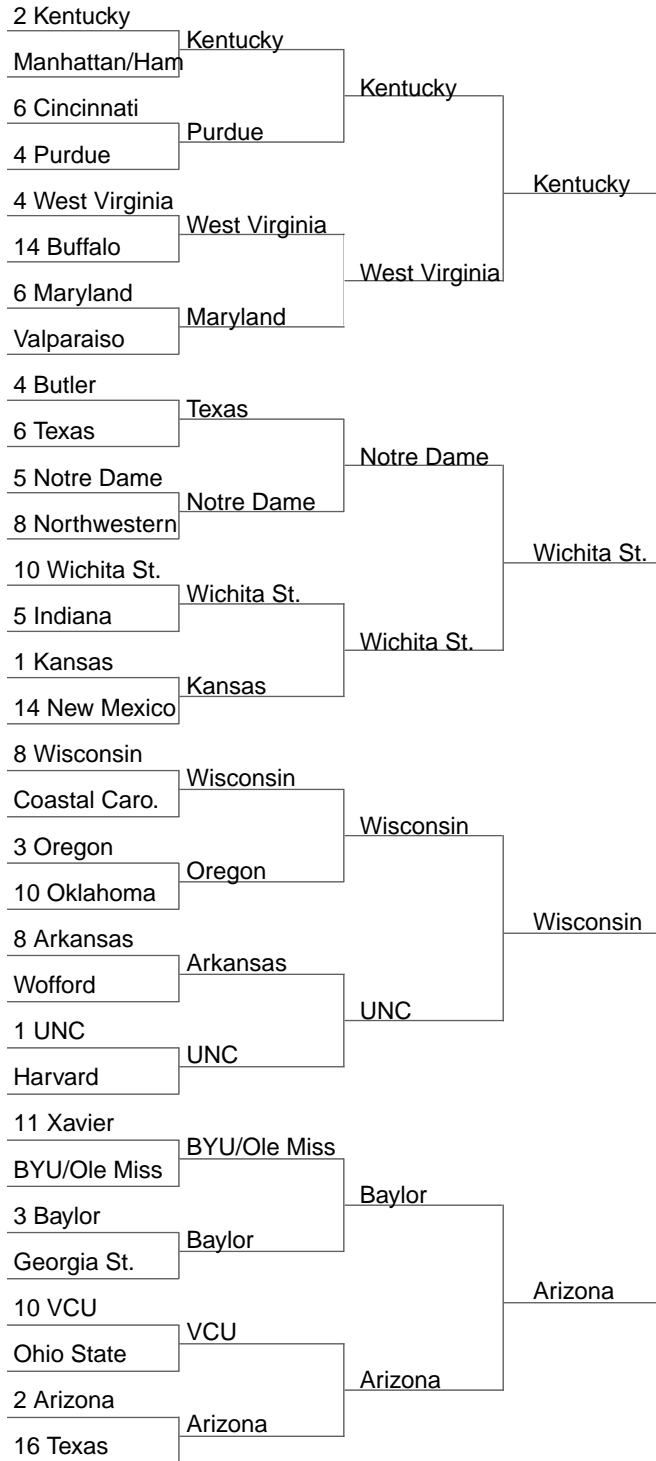 2 Kentucky
Manhattan/Ham
6 Cincinnati
4 Purdue
4 West Virginia
14 Buffalo
6 Maryland
Valparaiso
4 Butler
6 Texas
5 Notre Dame
8 Northwestern
10 Wichita St.
5 Indiana
1 Kansas
14 New Mexico
8 Wisconsin
Coastal Caro.
3 Oregon
10 Oklahoma
8 Arkansas
Wofford
1 UNC
Harvard
11 Xavier
BYU/Ole Miss
3 Baylor
Georgia St.
10 VCU
Ohio State
2 Arizona
16 Texas
Kentucky
Purdue
West Virginia
Maryland
Texas
Notre Dame
Wichita St.
Kansas
Wisconsin
Oregon
Arkansas
UNC
BYU/Ole Miss
Baylor
VCU
Arizona
Kentucky
West Virginia
Notre Dame
Wichita St.
Wisconsin
UNC
Baylor
Arizona
Kentucky
Wichita St.
Wisconsin
Arizona